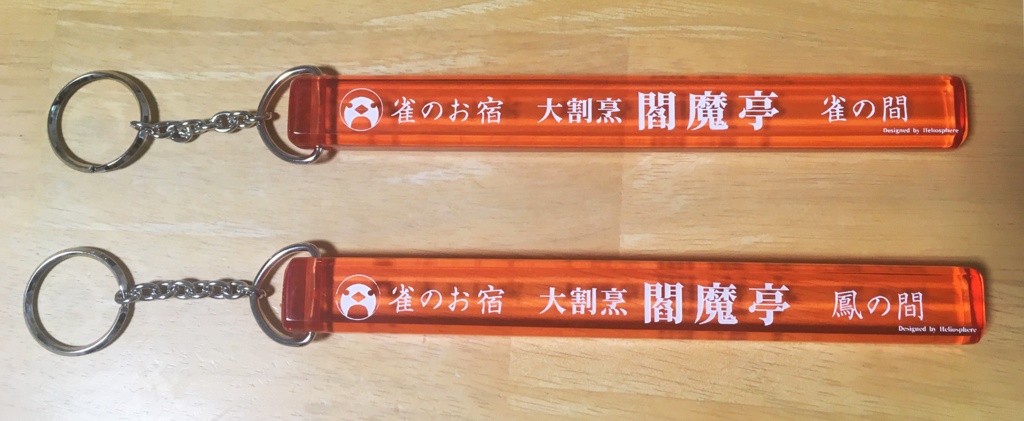 雀のお宿 大割烹 閻魔亭 雀の間
Designed by Heliosphere
雀のお宿 大割烹 閻魔亭 鳳の間
Designed by Heliosphere